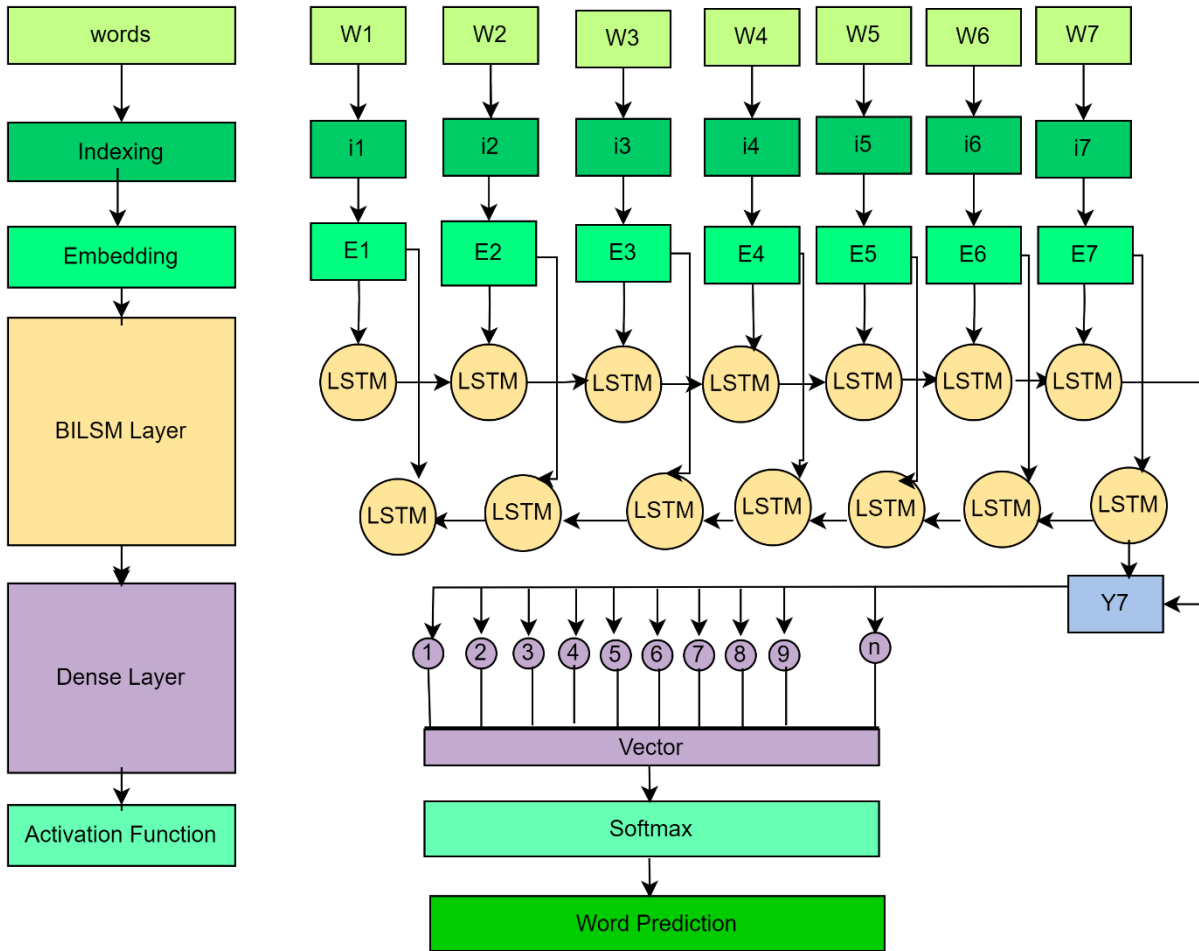 words
W1 W2 W3 W4 W5 W6 W7
Indexing
i1 i2 i3 i4 i5 i6 i7
Embedding
E1 E2 E3 E4 E5 E6 E7
BILSM Layer
LSTM LSTM LSTM LSTM LSTM LSTM LSTM
LSTM LSTM LSTM LSTM LSTM LSTM LSTM
Y7
Dense Layer
1 2 3 4 5 6 7 8 9 n
Vector
Activation Function
Softmax
Word Prediction